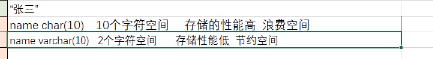 “张三”
name char(10) 10个字符空间 存储的性能高 浪费空间
name varchar(10) 2个字符空间 存储性能低 节约空间